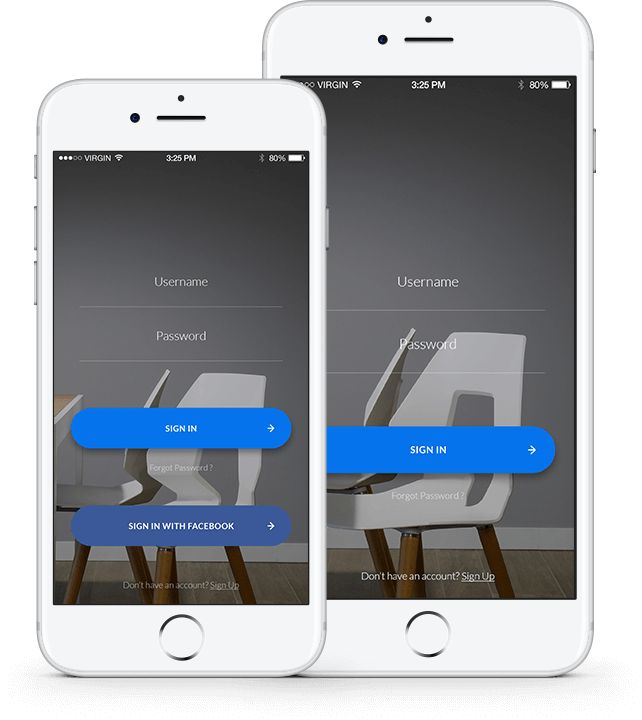 VIRGIN 3:25 PM 80%
Username
Password
SIGN IN
Forgot Password ?
SIGN IN WITH FACEBOOK
Don't have an account? Sign Up
VIRGIN 3:25 PM 80%
Username
Password
SIGN IN
Forgot Password ?
Don't have an account? Sign Up